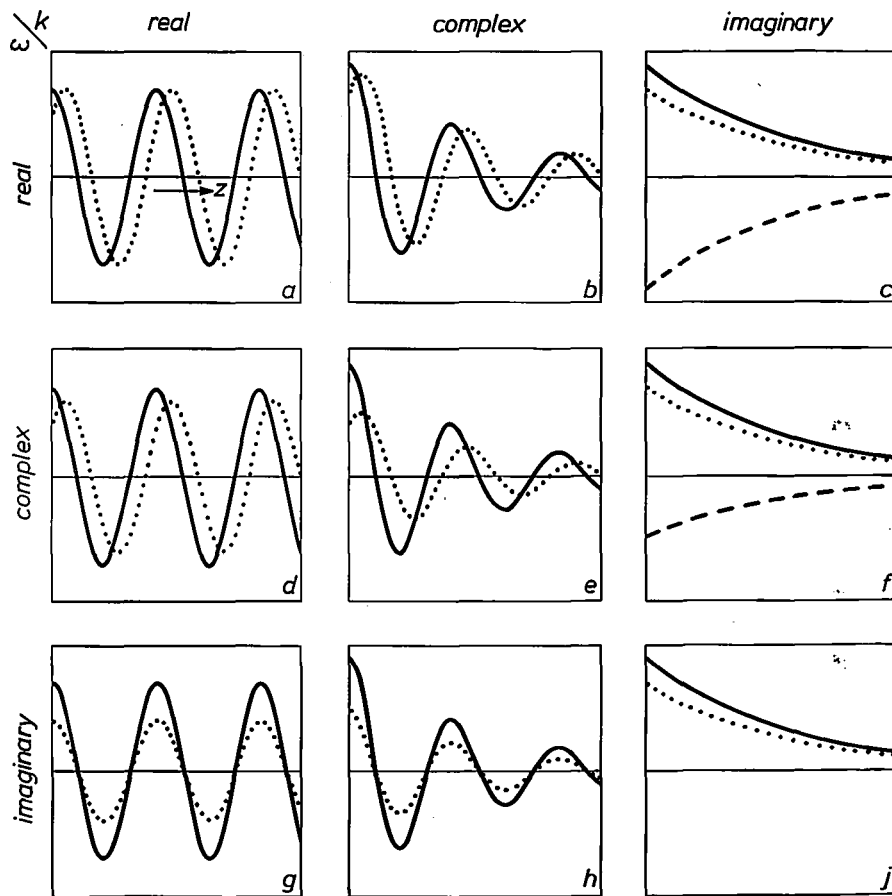 ω/k
real
complex
imaginary
real
z
a
b
c
complex
d
e
f
imaginary
g
h
j